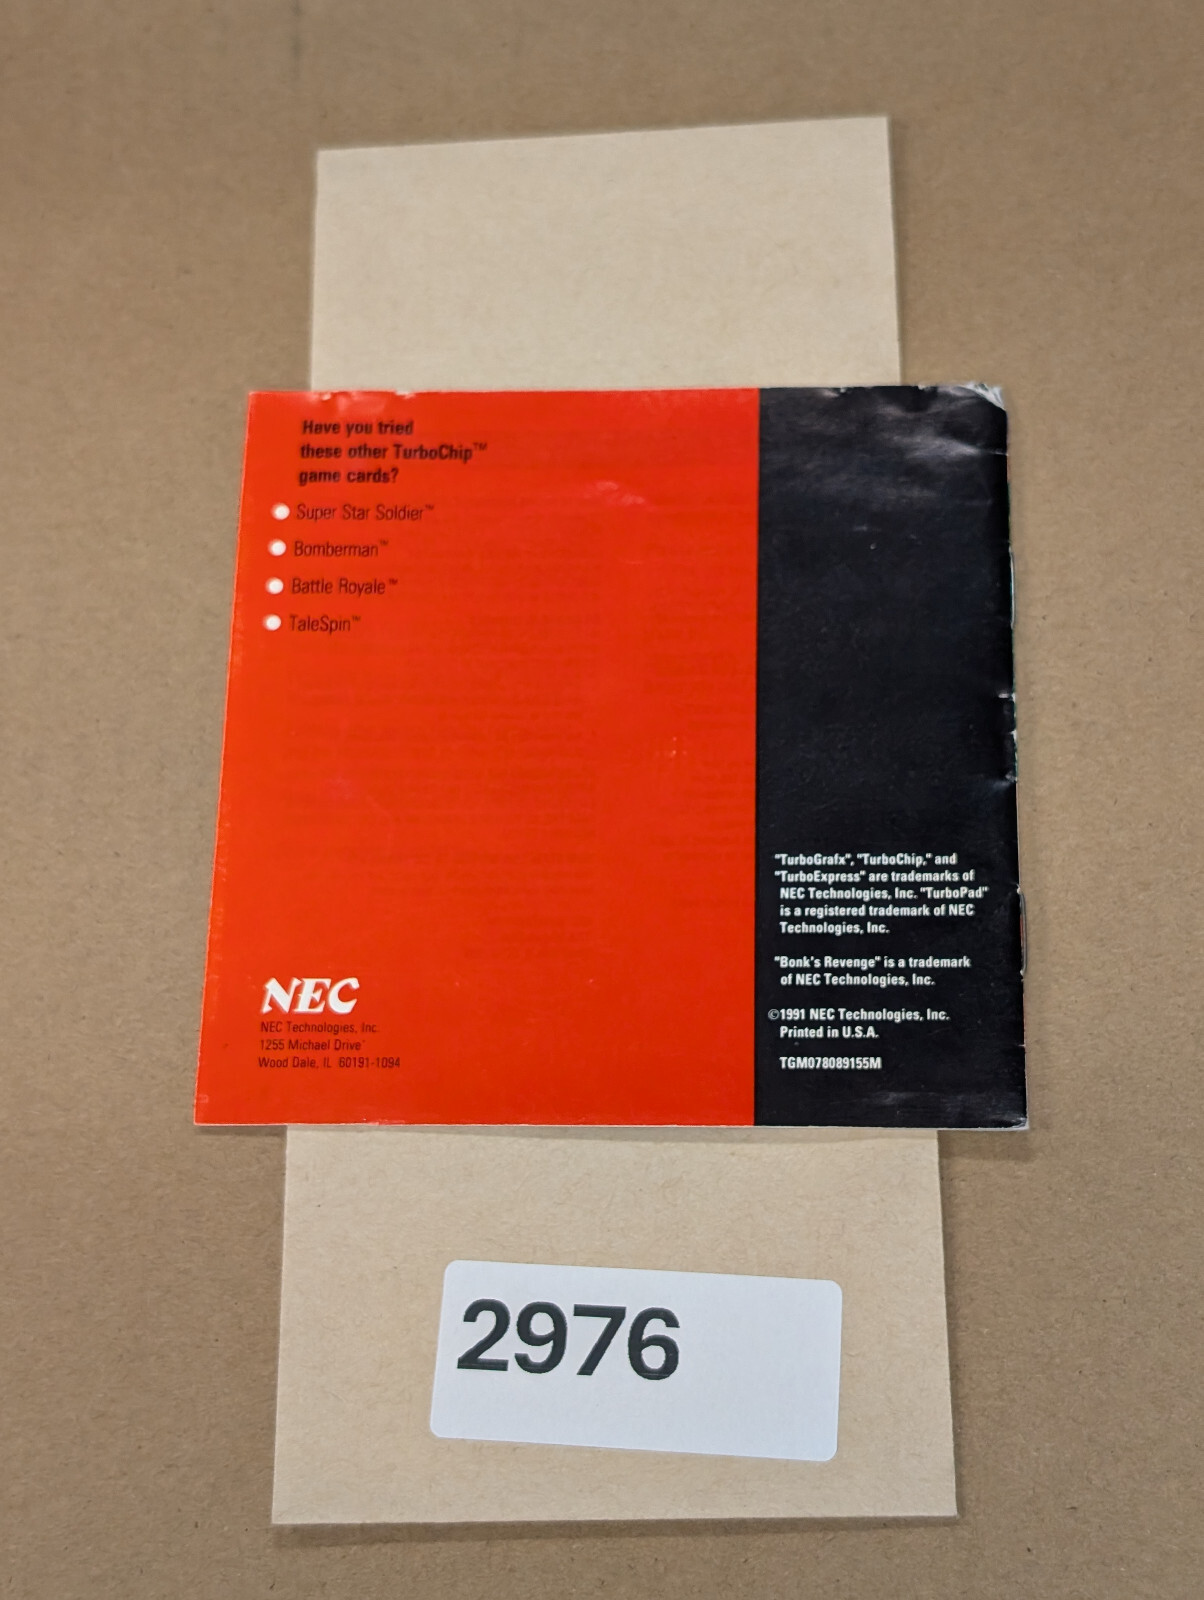 Have you tried
these other TurboChip™
game cards?
Super Star Soldier™
Bomberman™
Battle Royale™
TaleSpin™
NEC
NEC Technologies, Inc.
1255 Michael Drive
Wood Dale, IL 60191-1094
"TurboGrafx", "TurboChip," and
"TurboExpress" are trademarks of
NEC Technologies, Inc. "TurboPad"
is a registered trademark of NEC
Technologies, Inc.
"Bonk's Revenge" is a trademark
of NEC Technologies, Inc.
©1991 NEC Technologies, Inc.
Printed in U.S.A.
TGM078089155M
2976